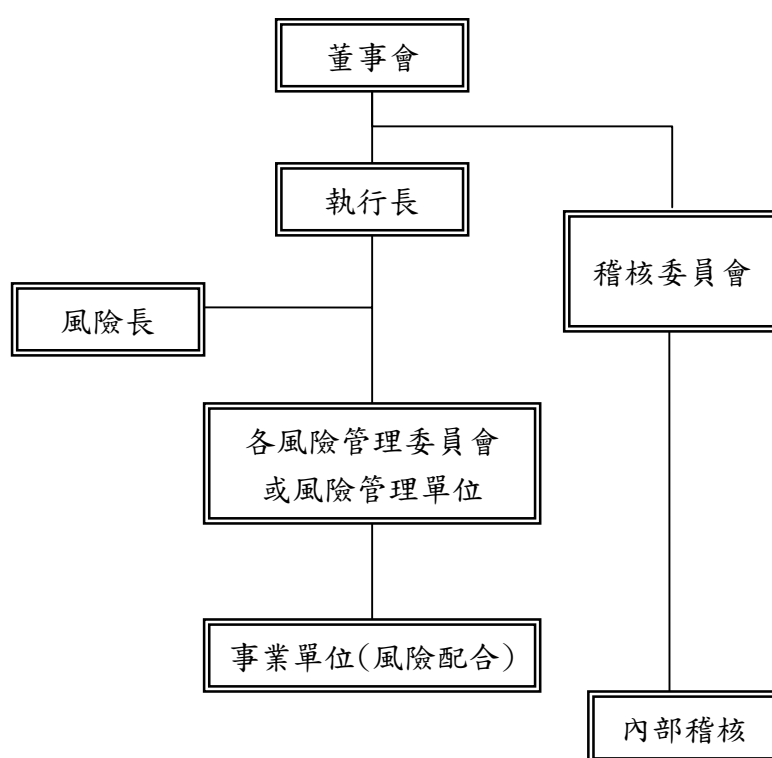 董事會
執行長
稽核委員會
風險長
各風險管理委員會
或風險管理單位
事業單位(風險配合)
內部稽核